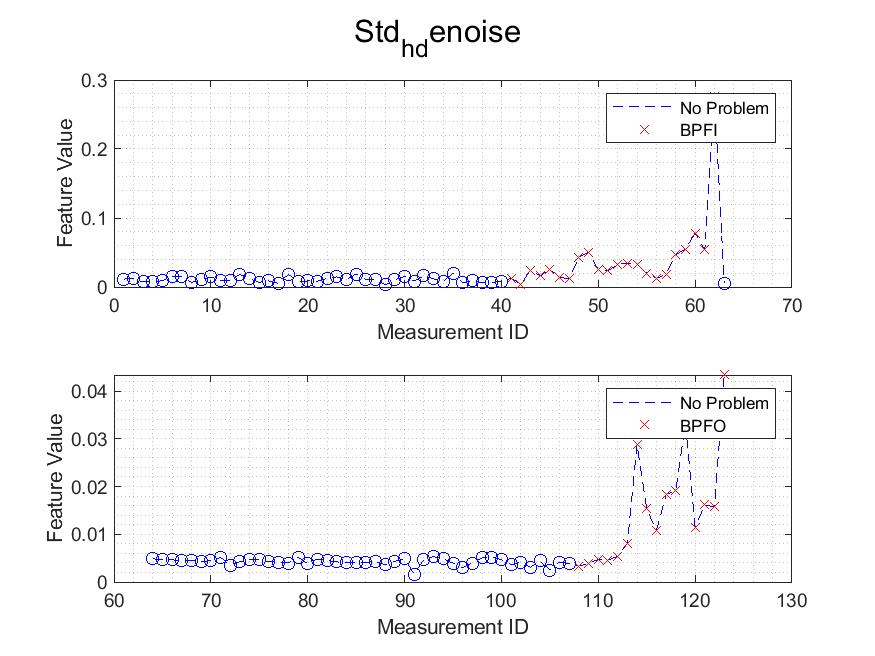 Std_hdenoise
0.3
0.2
0.1
0
Feature Value
No Problem
BPFI
0 10 20 30 40 50 60 70
Measurement ID
0.04
0.03
0.02
0.01
0
Feature Value
No Problem
BPFO
60 70 80 90 100 110 120 130
Measurement ID